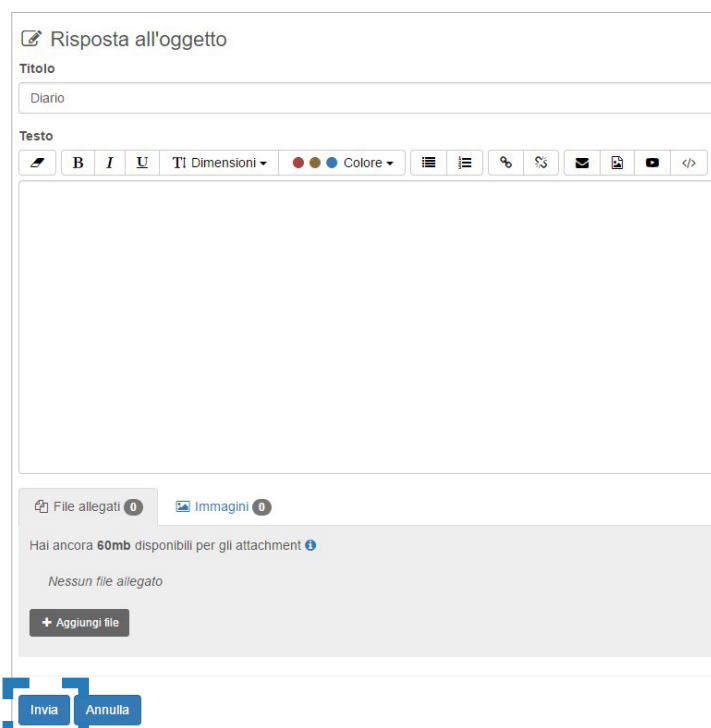 Risposta all'oggetto
Titolo
Diario
Testo
B I U TI Dimensioni Colore </>
File allegati 0 Immagini 0
Hai ancora 60mb disponibili per gli attachment
Nessun file allegato
+ Aggiungi file
Invia Annulla